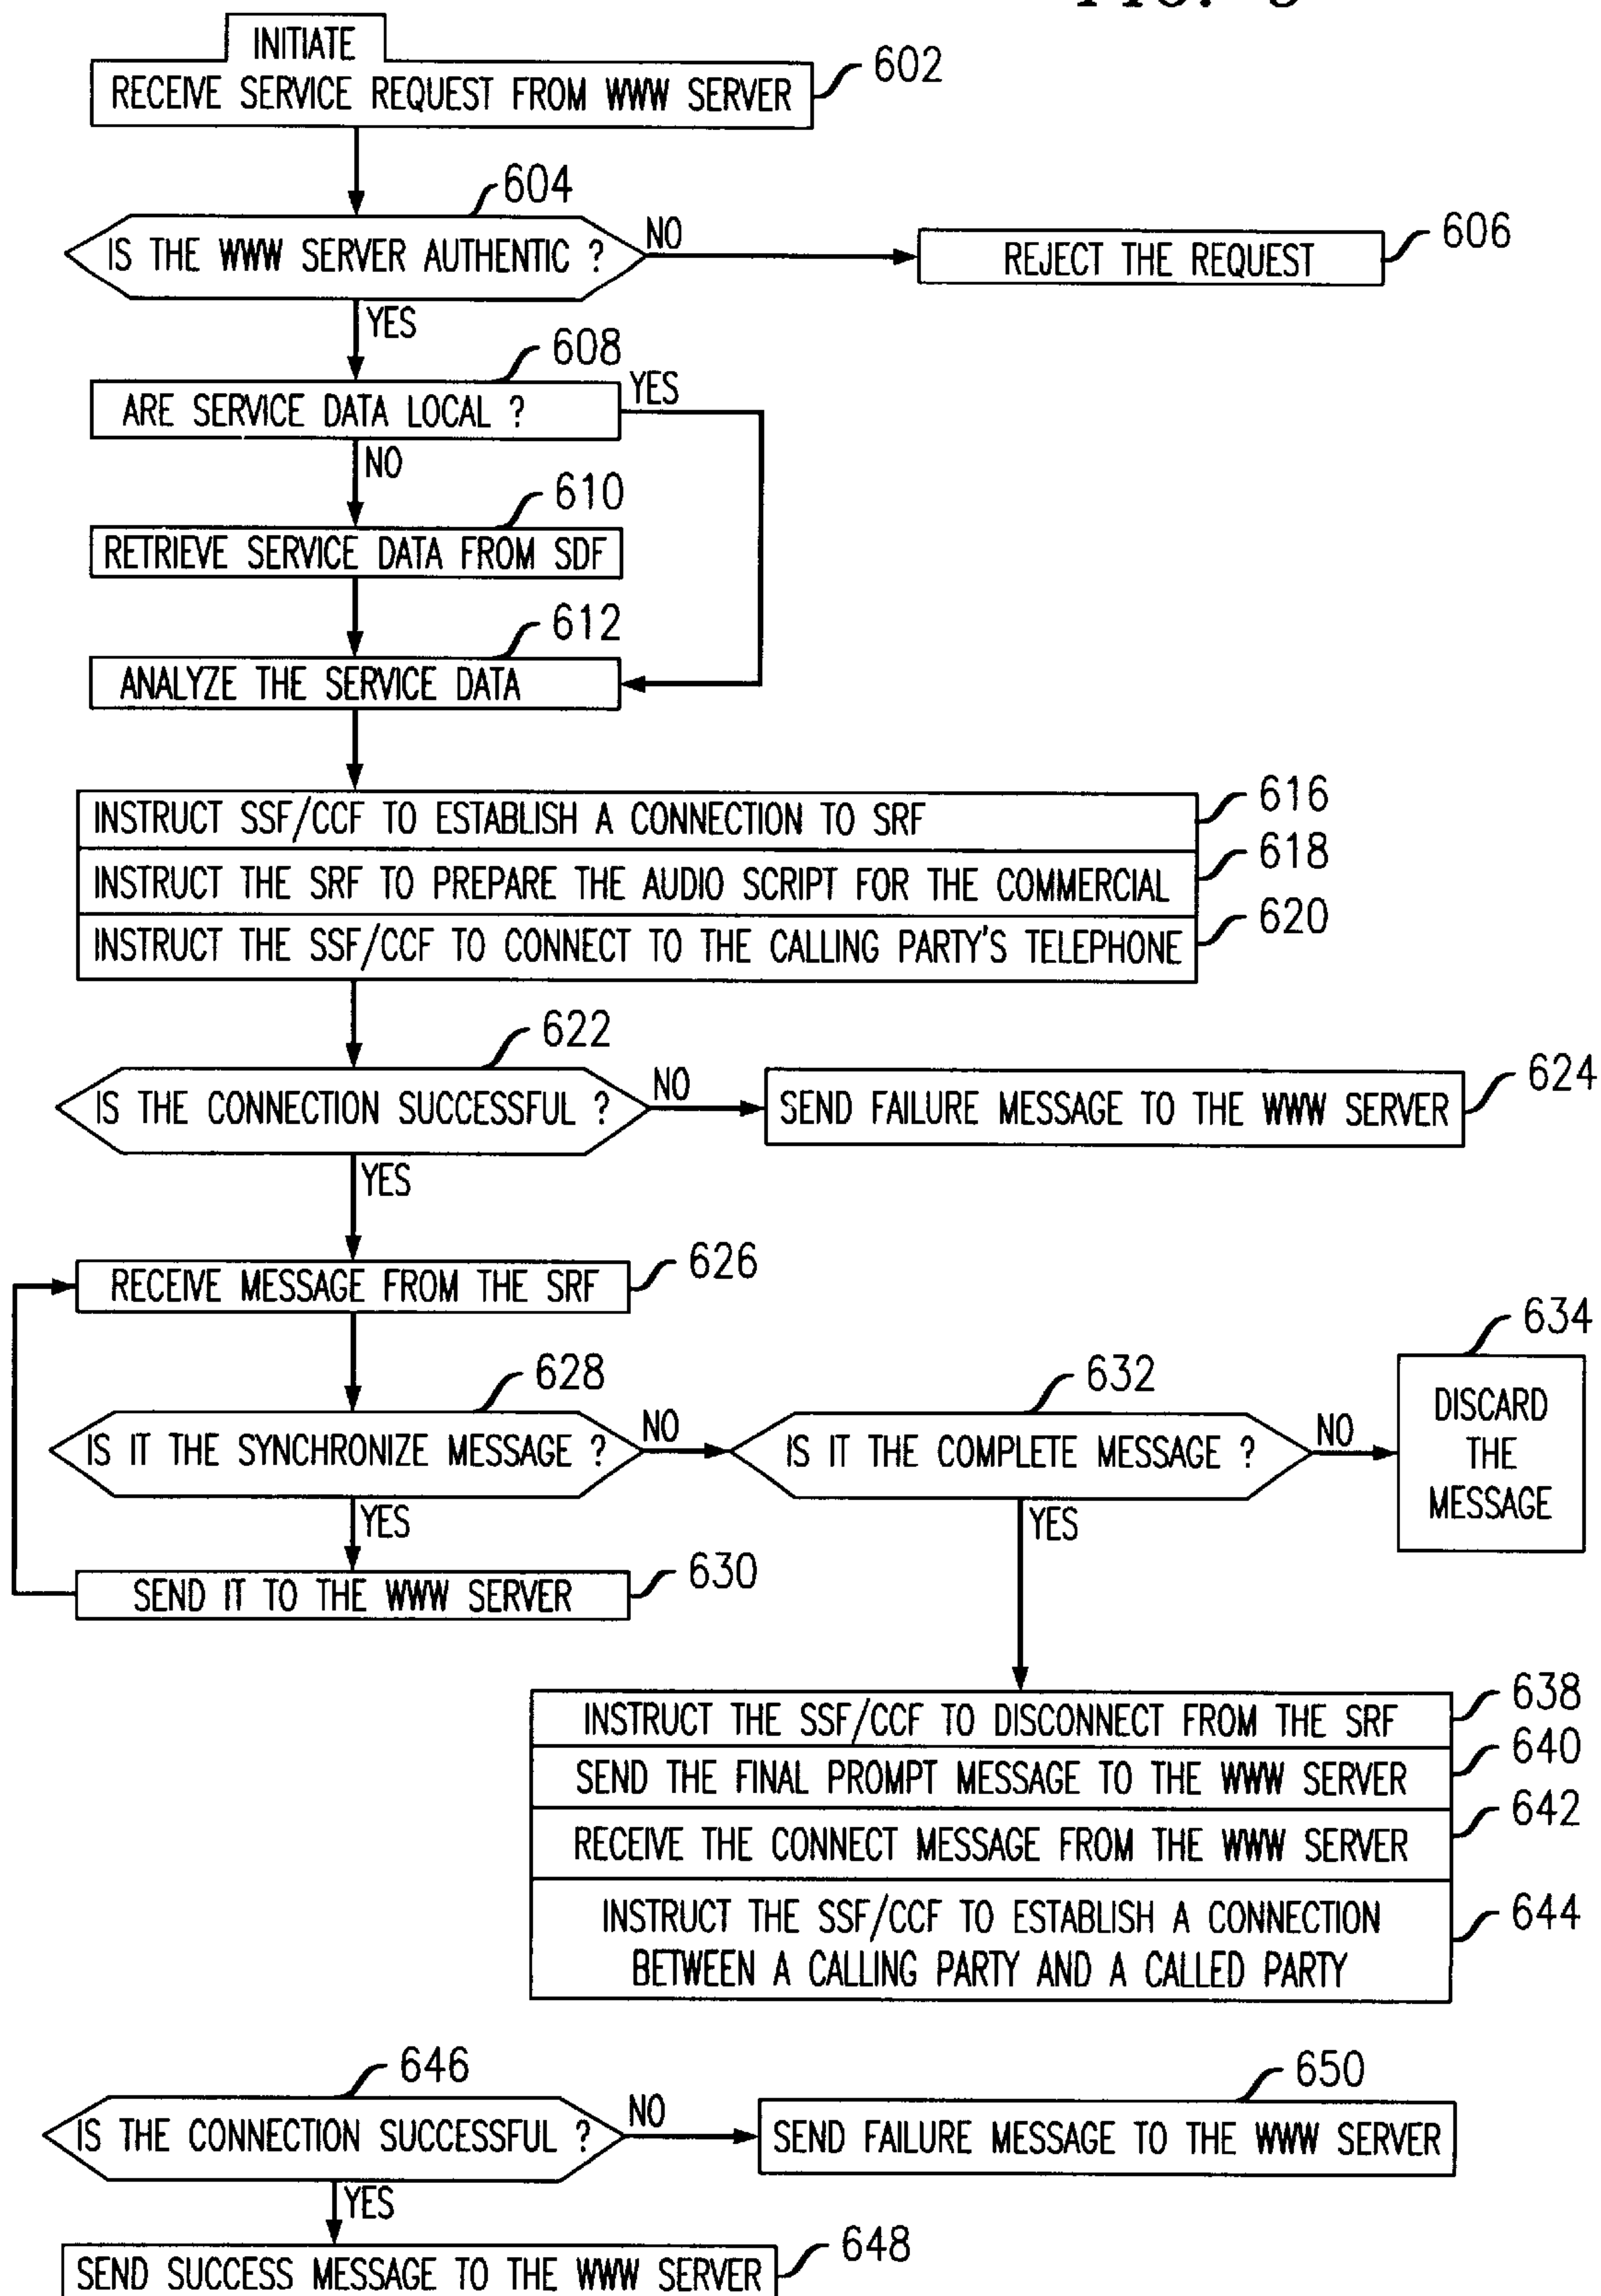 INITIATE
RECEIVE SERVICE REQUEST FROM WWW SERVER
602
604
IS THE WWW SERVER AUTHENTIC ?
NO
REJECT THE REQUEST
606
YES
608
ARE SERVICE DATA LOCAL ?
YES
NO
610
RETRIEVE SERVICE DATA FROM SDF
612
ANALYZE THE SERVICE DATA
INSTRUCT SSF/CCF TO ESTABLISH A CONNECTION TO SRF
616
INSTRUCT THE SRF TO PREPARE THE AUDIO SCRIPT FOR THE COMMERCIAL
618
INSTRUCT THE SSF/CCF TO CONNECT TO THE CALLING PARTY'S TELEPHONE
620
622
IS THE CONNECTION SUCCESSFUL ?
NO
SEND FAILURE MESSAGE TO THE WWW SERVER
624
YES
RECEIVE MESSAGE FROM THE SRF
626
628
IS IT THE SYNCHRONIZE MESSAGE ?
NO
632
IS IT THE COMPLETE MESSAGE ?
NO
634
DISCARD
THE
MESSAGE
YES
SEND IT TO THE WWW SERVER
630
YES
INSTRUCT THE SSF/CCF TO DISCONNECT FROM THE SRF
638
SEND THE FINAL PROMPT MESSAGE TO THE WWW SERVER
640
RECEIVE THE CONNECT MESSAGE FROM THE WWW SERVER
642
INSTRUCT THE SSF/CCF TO ESTABLISH A CONNECTION
BETWEEN A CALLING PARTY AND A CALLED PARTY
644
646
IS THE CONNECTION SUCCESSFUL ?
NO
650
SEND FAILURE MESSAGE TO THE WWW SERVER
YES
SEND SUCCESS MESSAGE TO THE WWW SERVER
648